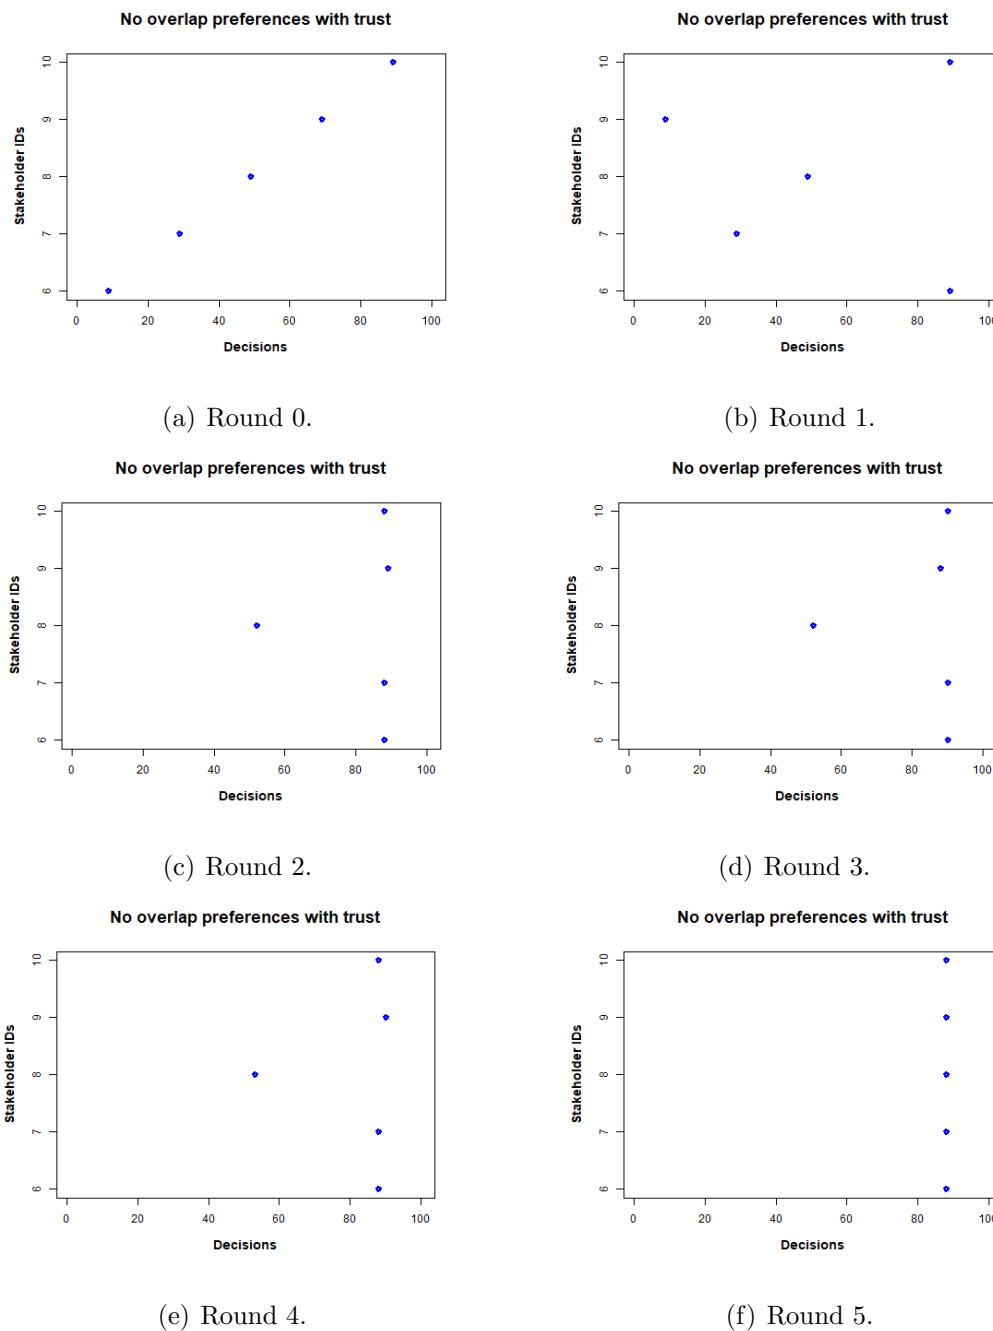 No overlap preferences with trust
Stakeholder IDs
10
9
8
7
6
0 20 40 60 80 100
Decisions
(a) Round 0.
No overlap preferences with trust
Stakeholder IDs
10
9
8
7
6
0 20 40 60 80 100
Decisions
(b) Round 1.
No overlap preferences with trust
Stakeholder IDs
10
9
8
7
6
0 20 40 60 80 100
Decisions
(c) Round 2.
No overlap preferences with trust
Stakeholder IDs
10
9
8
7
6
0 20 40 60 80 100
Decisions
(d) Round 3.
No overlap preferences with trust
Stakeholder IDs
10
9
8
7
6
0 20 40 60 80 100
Decisions
(e) Round 4.
No overlap preferences with trust
Stakeholder IDs
10
9
8
7
6
0 20 40 60 80 100
Decisions
(f) Round 5.